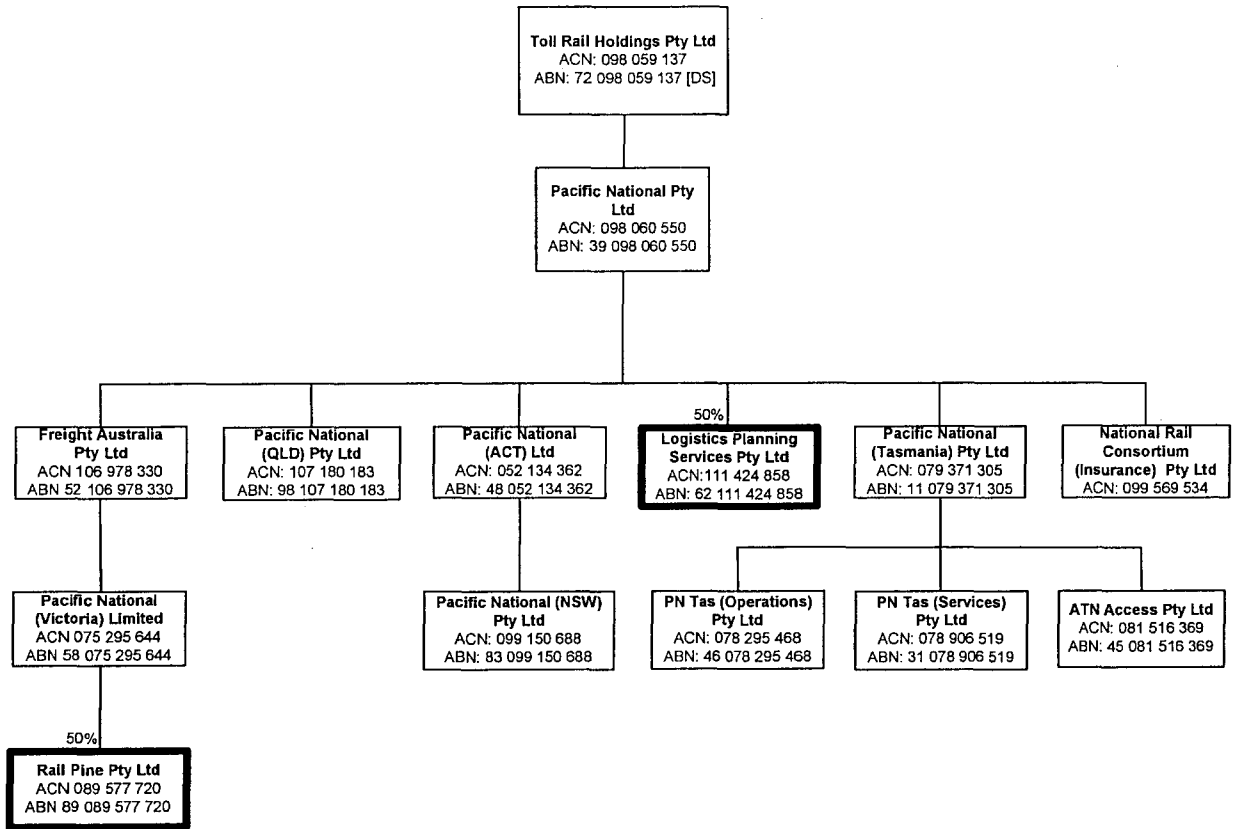 Toll Rail Holdings Pty Ltd
ACN: 098 059 137
ABN: 72 098 059 137 [DS]
Pacific National Pty
Ltd
ACN: 098 060 550
ABN: 39 098 060 550
Freight Australia
Pty Ltd
ACN 106 978 330
ABN 52 106 978 330
Pacific National
(QLD) Pty Ltd
ACN: 107 180 183
ABN: 98 107 180 183
Pacific National
(ACT) Pty Ltd
ACN: 052 134 362
ABN: 48 052 134 362
50%
Logistics Planning
Services Pty Ltd
ACN:111 424 858
ABN: 62 111 424 858
Pacific National
(Tasmania) Pty Ltd
ACN: 079 371 305
ABN: 11 079 371 305
National Rail
Consortium
(Insurance) Pty Ltd
ACN: 099 569 534
Pacific National
(Victoria) Limited
ACN 075 295 644
ABN 58 075 295 644
Pacific National (NSW)
Pty Ltd
ACN: 099 150 688
ABN: 83 099 150 688
PN Tas (Operations)
Pty Ltd
ACN: 078 295 468
ABN: 46 078 295 468
PN Tas (Services)
Pty Ltd
ACN: 078 906 519
ABN: 31 078 906 519
ATN Access Pty Ltd
ACN: 081 516 369
ABN: 45 081 516 369
50%
Rail Pine Pty Ltd
ACN 089 577 720
ABN 89 089 577 720